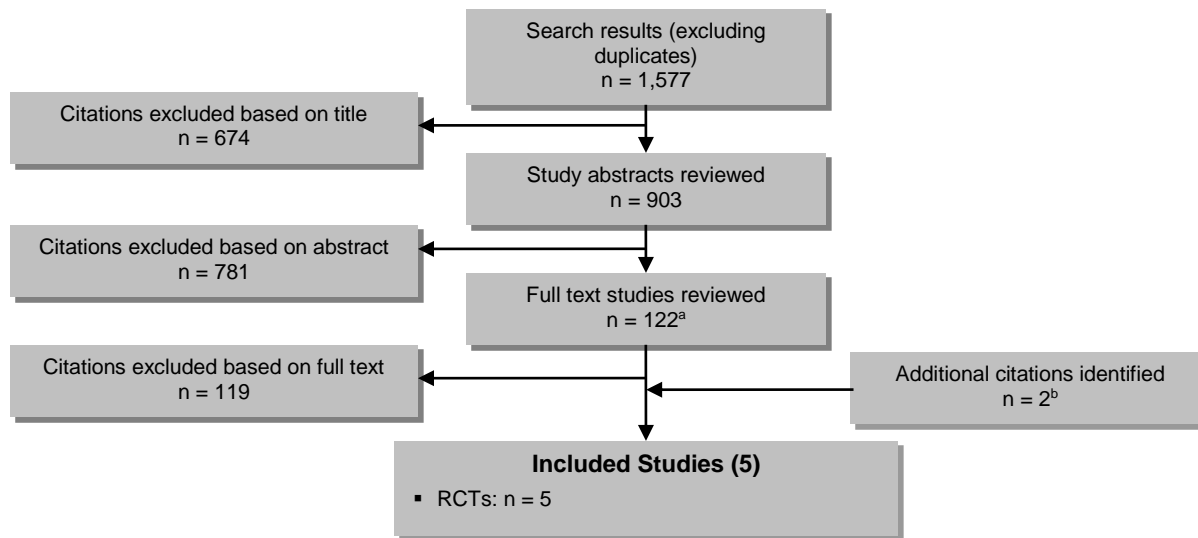 Search results (excluding
duplicates)
n = 1,577
Citations excluded based on title
n = 674
Study abstracts reviewed
n = 903
Citations excluded based on abstract
n = 781
Full text studies reviewed
n = 122ᵃ
Citations excluded based on full text
n = 119
Additional citations identified
n = 2ᵇ
Included Studies (5)
▪ RCTs: n = 5